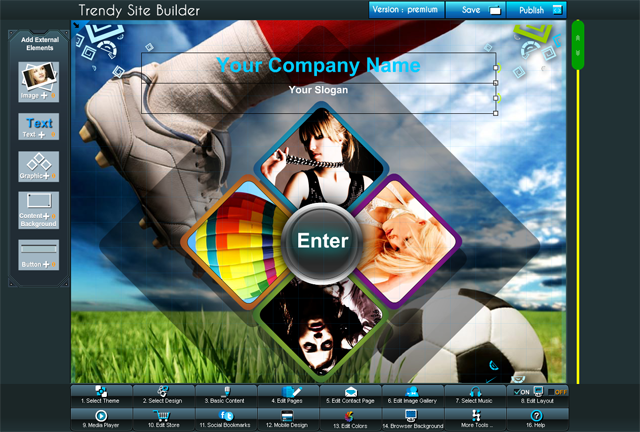 Trendy Site Builder
Version : premium
Save
Publish
Add External
Elements
Image
Text
Text
Graphic
Content
Background
Button
Your Company Name
Your Slogan
Enter
1. Select Theme
2. Select Design
3. Basic Content
4. Edit Pages
5. Edit Contact Page
6. Edit Image Gallery
7. Select Music
ON
OFF
8. Edit Layout
9. Media Player
10. Edit Store
11. Social Bookmarks
12. Mobile Design
13. Edit Colors
14. Browser Background
More Tools ...
16. Help